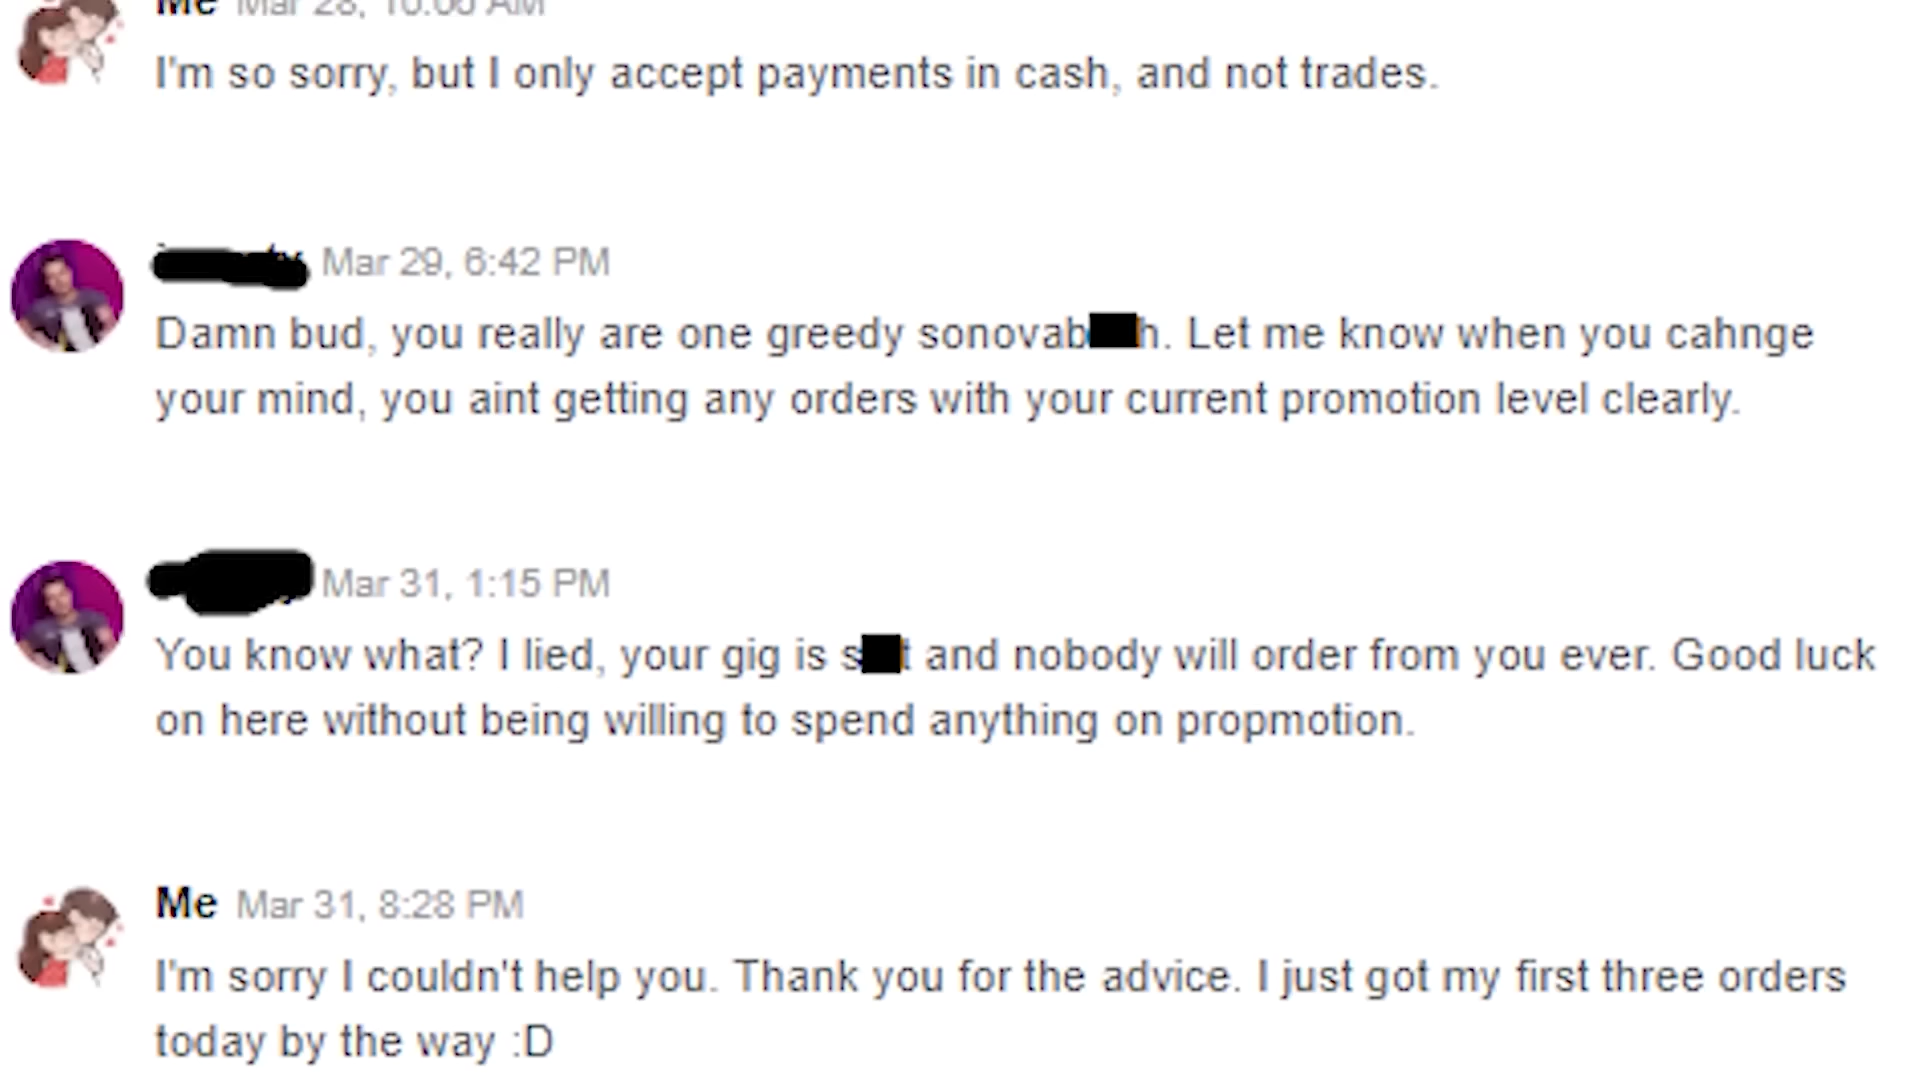 Me Mar 28, 10:06 AM
I'm so sorry, but I only accept payments in cash, and not trades.
Mar 29, 6:42 PM
Damn bud, you really are one greedy sonovab h. Let me know when you cahnge
your mind, you aint getting any orders with your current promotion level clearly.
Mar 31, 1:15 PM
You know what? I lied, your gig is s t and nobody will order from you ever. Good luck
on here without being willing to spend anything on propmotion.
Me Mar 31, 8:28 PM
I'm sorry I couldn't help you. Thank you for the advice. I just got my first three orders
today by the way :D